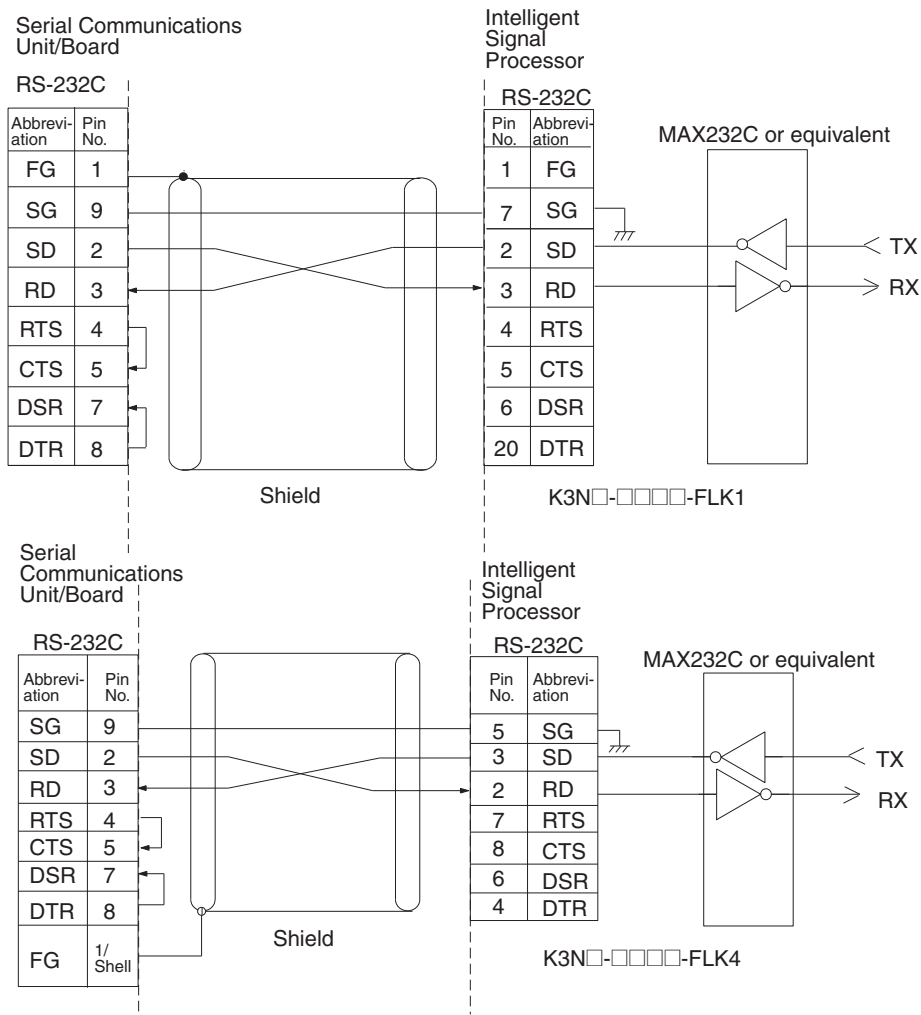 Serial Communications
Unit/Board
Intelligent
Signal
Processor
RS-232C
RS-232C
Abbrevi-
ation
Pin
No.
Pin
No.
Abbrevi-
ation
MAX232C or equivalent
FG 1 1 FG
SG 9 7 SG
SD 2 2 SD TX
RD 3 3 RD RX
RTS 4 4 RTS
CTS 5 5 CTS
DSR 7 6 DSR
DTR 8 20 DTR
Shield
K3N□-□□□□-FLK1
Serial
Communications
Unit/Board
Intelligent
Signal
Processor
RS-232C
RS-232C
Abbrevi-
ation
Pin
No.
Pin
No.
Abbrevi-
ation
MAX232C or equivalent
SG 9 5 SG
SD 2 3 SD TX
RD 3 2 RD RX
RTS 4 7 RTS
CTS 5 8 CTS
DSR 7 6 DSR
DTR 8 4 DTR
FG 1/
Shell
Shield
K3N□-□□□□-FLK4